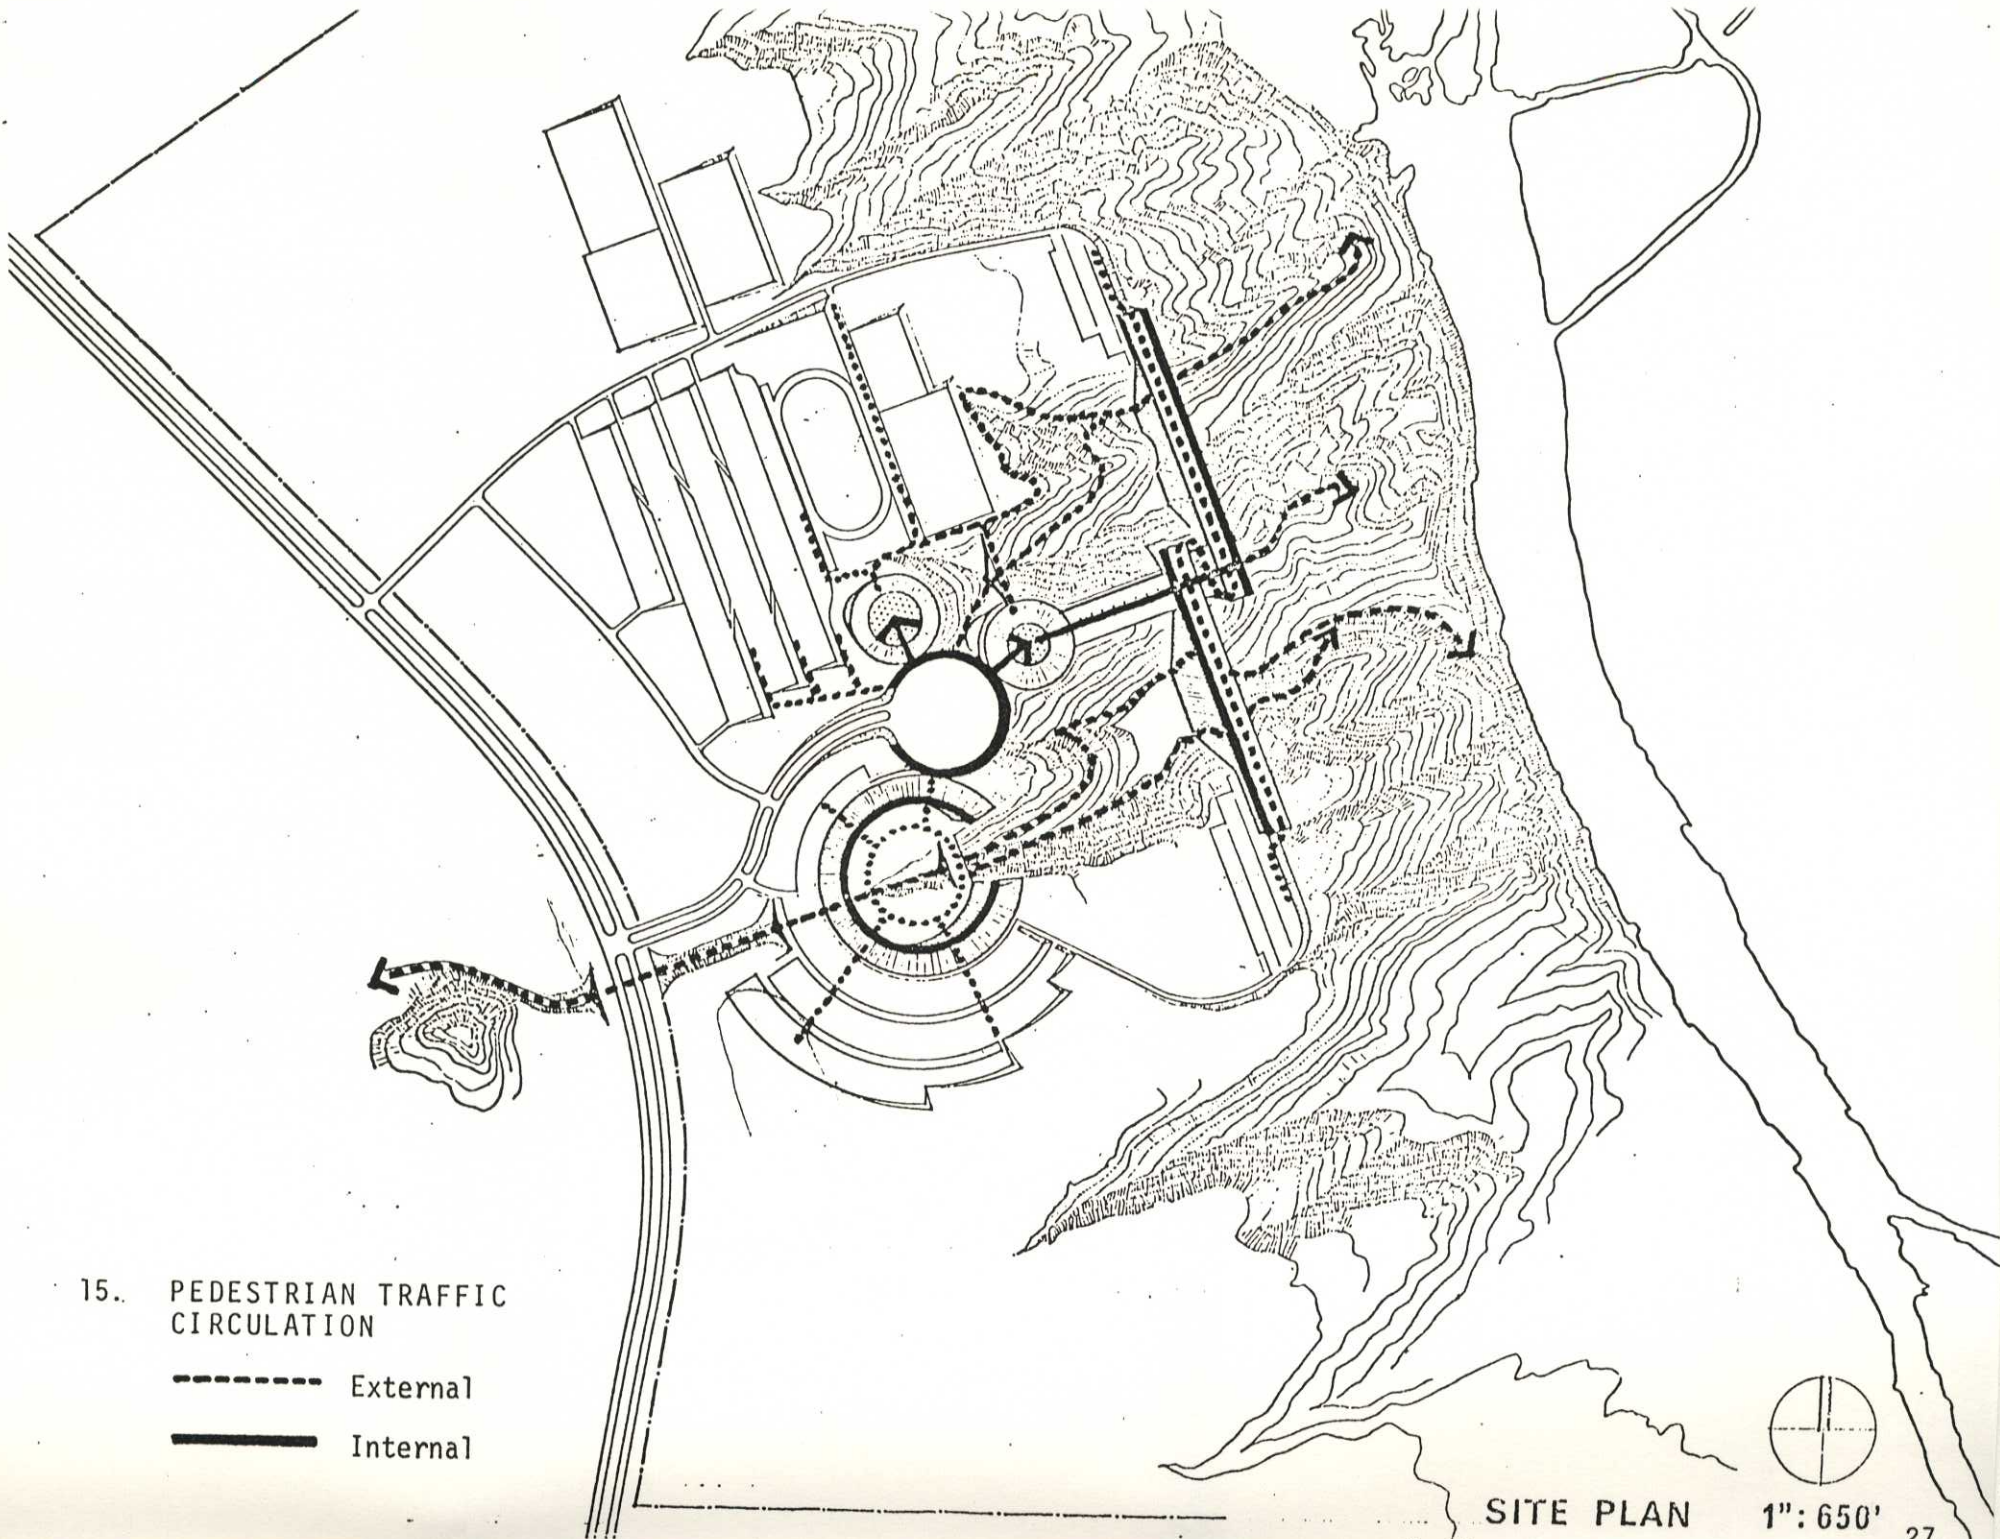 15. PEDESTRIAN TRAFFIC
CIRCULATION
External
Internal
SITE PLAN 1": 650'
27